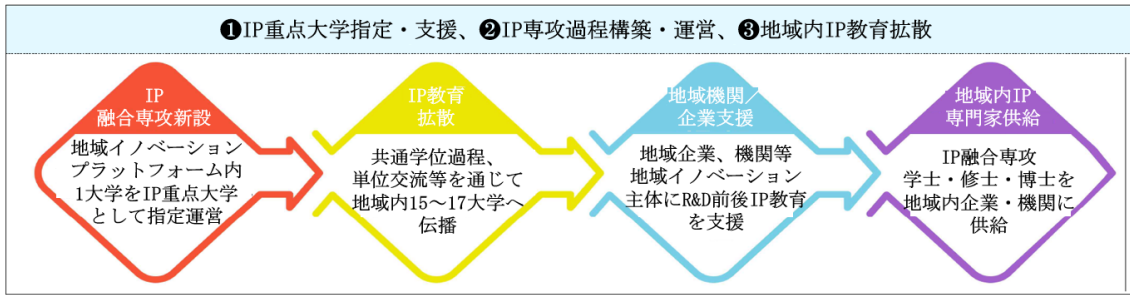 ❶IP重点大学指定・支援、❷IP専攻過程構築・運営、❸地域内IP教育拡散
IP
融合専攻新設
地域イノベーション
プラットフォーム内
1大学をIP重点大学
として指定運営
IP教育
拡散
共通学位過程、
単位交流等を通じて
地域内15～17大学へ
伝播
地域機関／
企業支援
地域企業、機関等
地域イノベーション
主体にR&D前後IP教育
を支援
地域内IP
専門家供給
IP融合専攻
学士・修士・博士を
地域内企業・機関に
供給